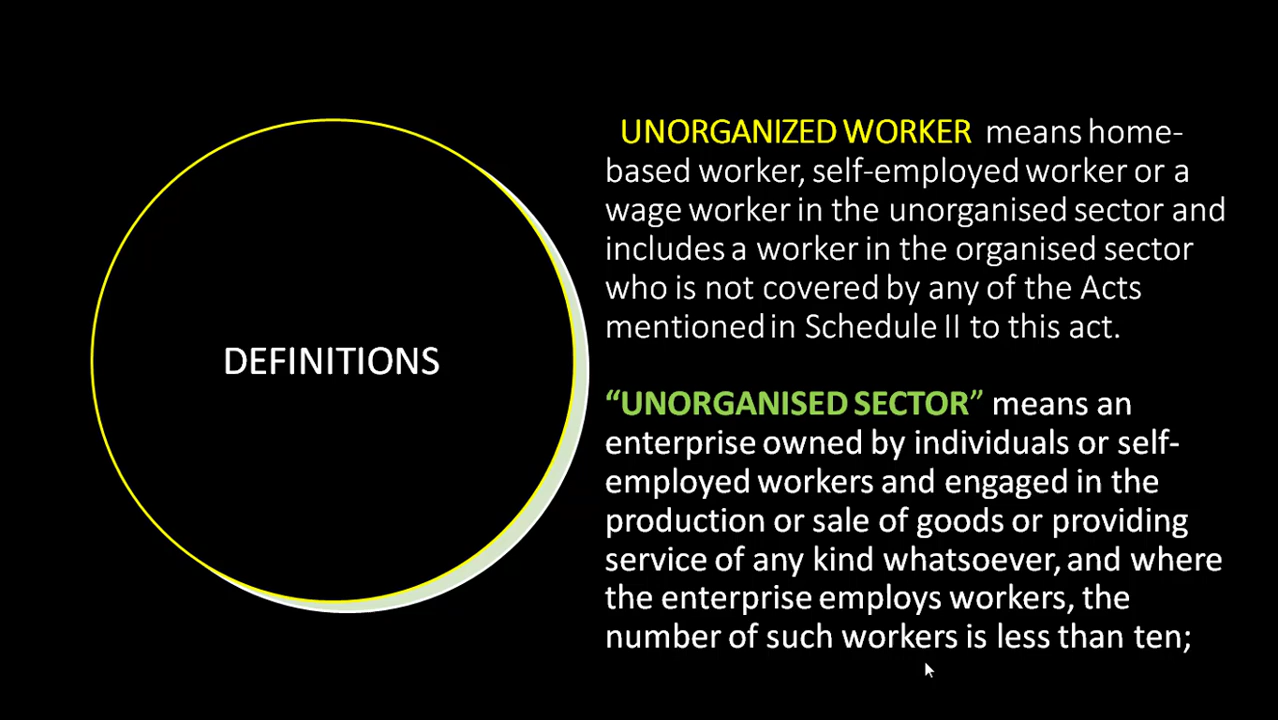 DEFINITIONS
UNORGANIZED WORKER means home-
based worker, self-employed worker or a
wage worker in the unorganised sector and
includes a worker in the organised sector
who is not covered by any of the Acts
mentioned in Schedule II to this act.
“UNORGANISED SECTOR” means an
enterprise owned by individuals or self-
employed workers and engaged in the
production or sale of goods or providing
service of any kind whatsoever, and where
the enterprise employs workers, the
number of such workers is less than ten;